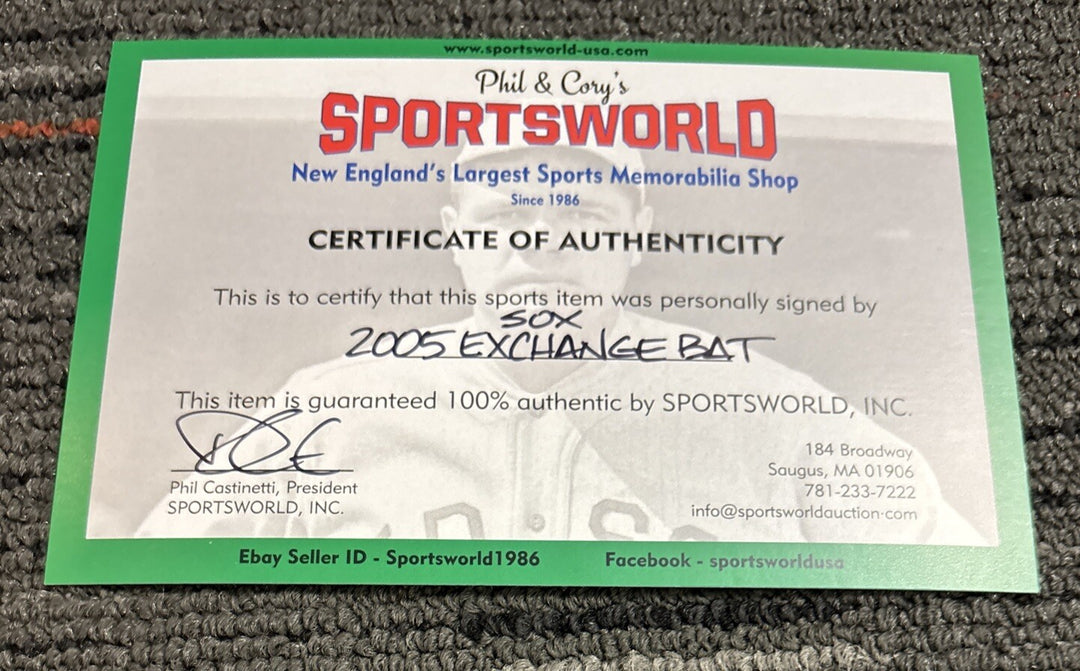 www.sportsworld-usa.com
Phil & Cory's
SPORTSWORLD
New England's Largest Sports Memorabilia Shop
Since 1986
CERTIFICATE OF AUTHENTICITY
This is to certify that this sports item was personally signed by
SOX
2005 EXCHANGE BAT
This item is guaranteed 100% authentic by SPORTSWORLD, INC.
Phil Castinetti, President
SPORTSWORLD, INC.
184 Broadway
Saugus, MA 01906
781-233-7222
info@sportsworldauction.com
Ebay Seller ID - Sportsworld1986
Facebook - sportsworldusa